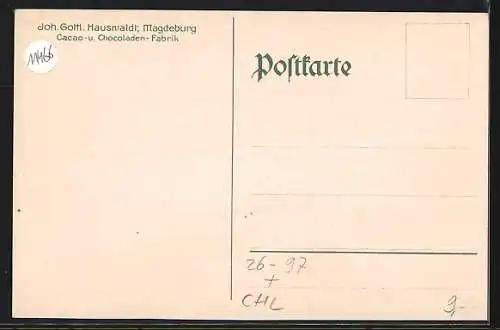 Joh. Gottl. Hauswaldt, Magdeburg
Cacao- u. Chocoladen- Fabrik
Postkarte
26 - 97
+
CHL
9,-